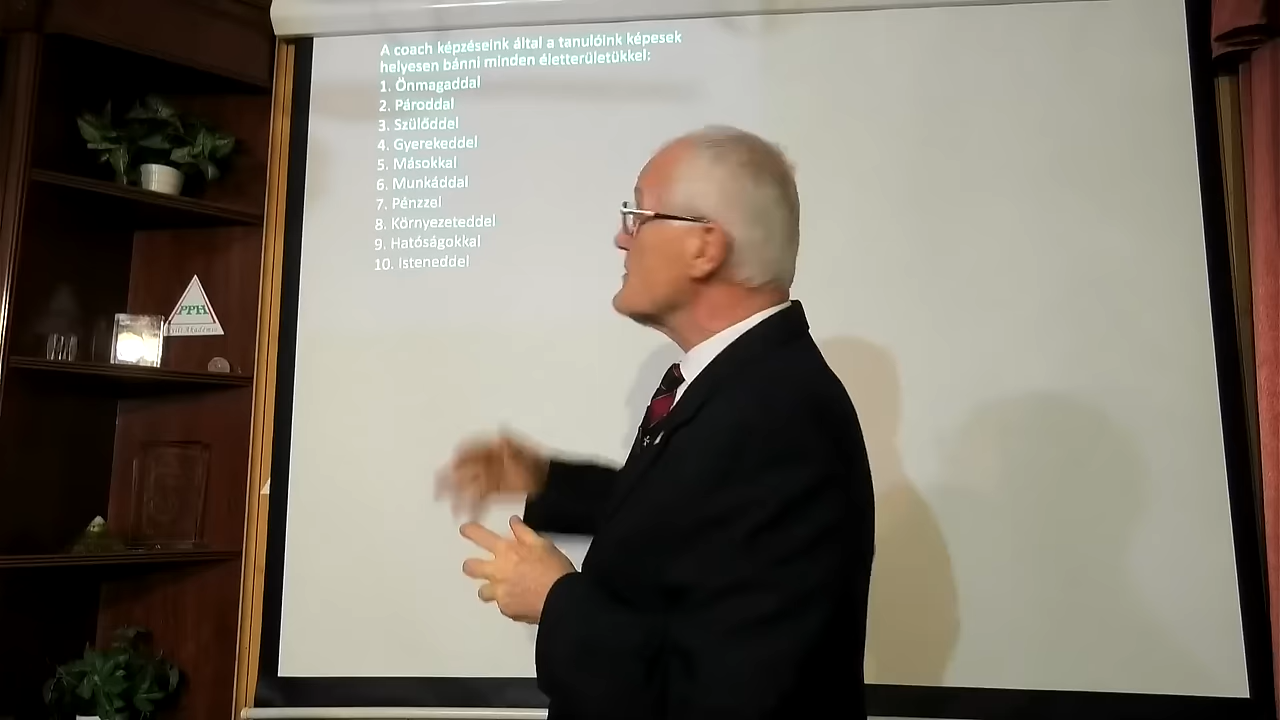 A coach képzéseink által a tanulóink képesek
helyesen bánni minden életterületükkel:
1. Önmagaddal
2. Pároddal
3. Szülőddel
4. Gyerekeddel
5. Másokkal
6. Munkáddal
7. Pénzzel
8. Környezeteddel
9. Hatóságokkal
10. Isteneddel
PPH